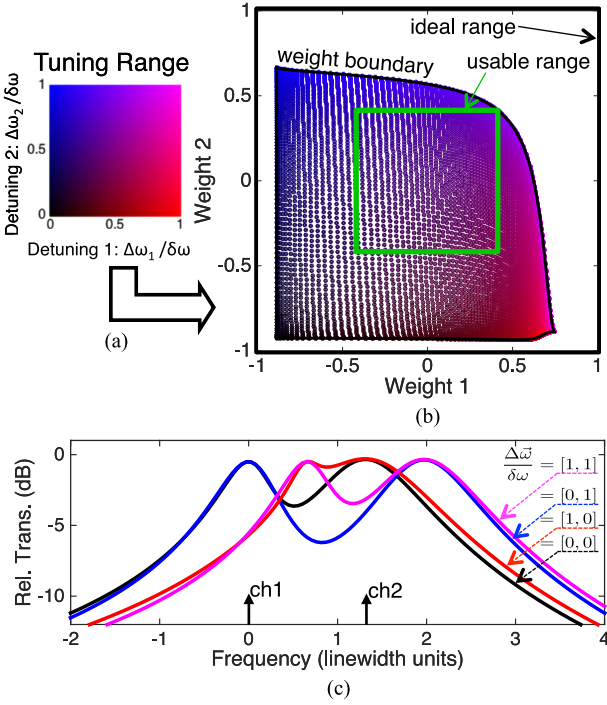 Tuning Range
Detuning 2: Δω₂/δω
1
0.5
0
0 0.5 1
Detuning 1: Δω₁/δω
(a)
ideal range
weight boundary
usable range
Weight 2
1
0.5
0
-0.5
-1
-1 -0.5 0 0.5 1
Weight 1
(b)
Rel. Trans. (dB)
0
-5
-10
Δω⃗/δω = [1, 1]
= [0, 1]
= [1, 0]
= [0, 0]
ch1 ch2
-2 -1 0 1 2 3 4
Frequency (linewidth units)
(c)